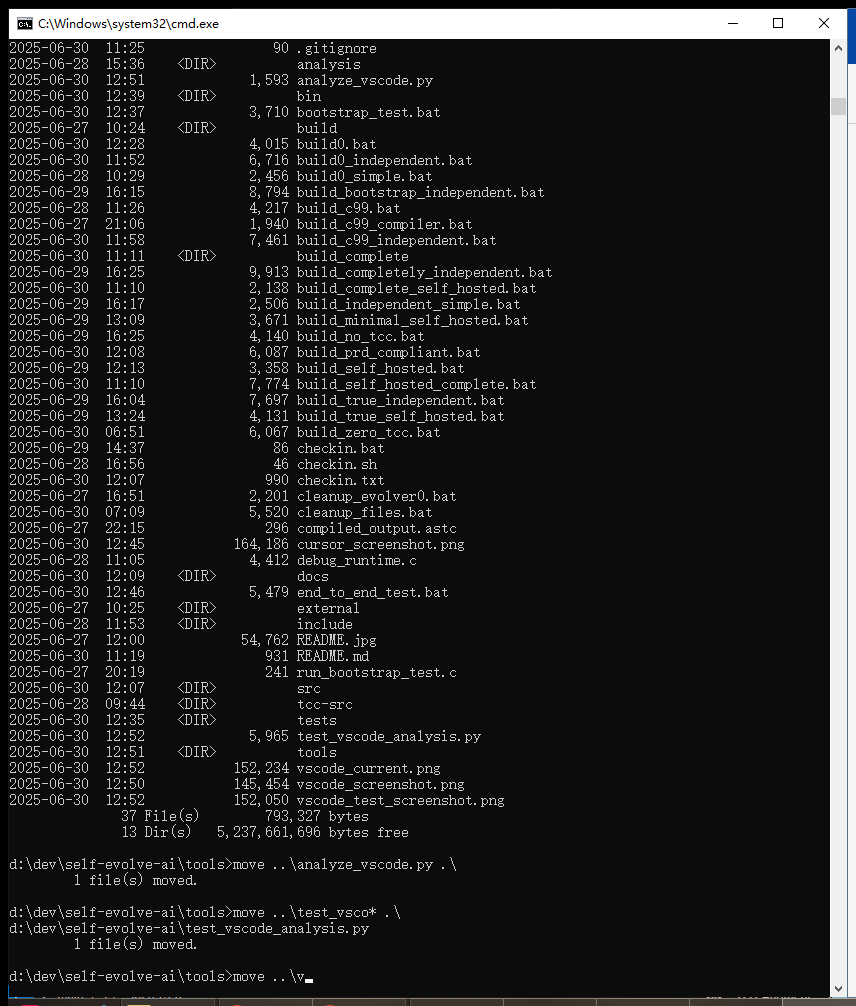 C:\Windows\system32\cmd.exe
2025-06-30  11:25                90 .gitignore
2025-06-28  15:36    <DIR>          analysis
2025-06-30  12:51             1,593 analyze_vscode.py
2025-06-30  12:39    <DIR>          bin
2025-06-30  12:37             3,710 bootstrap_test.bat
2025-06-27  10:24    <DIR>          build
2025-06-30  12:28             4,015 build0.bat
2025-06-30  11:52             6,716 build0_independent.bat
2025-06-28  10:29             2,456 build0_simple.bat
2025-06-29  16:15             8,794 build_bootstrap_independent.bat
2025-06-28  11:26             4,217 build_c99.bat
2025-06-27  21:06             1,940 build_c99_compiler.bat
2025-06-30  11:58             7,461 build_c99_independent.bat
2025-06-30  11:11    <DIR>          build_complete
2025-06-29  16:25             9,913 build_completely_independent.bat
2025-06-30  11:10             2,138 build_complete_self_hosted.bat
2025-06-29  16:17             2,506 build_independent_simple.bat
2025-06-29  13:09             3,671 build_minimal_self_hosted.bat
2025-06-29  16:25             4,140 build_no_tcc.bat
2025-06-30  12:08             6,087 build_prd_compliant.bat
2025-06-29  12:13             3,358 build_self_hosted.bat
2025-06-30  11:10             7,774 build_self_hosted_complete.bat
2025-06-29  16:04             7,697 build_true_independent.bat
2025-06-29  13:24             4,131 build_true_self_hosted.bat
2025-06-30  06:51             6,067 build_zero_tcc.bat
2025-06-29  14:37                86 checkin.bat
2025-06-28  16:56                46 checkin.sh
2025-06-30  12:07               990 checkin.txt
2025-06-27  16:51             2,201 cleanup_evolver0.bat
2025-06-30  07:09             5,520 cleanup_files.bat
2025-06-27  22:15               296 compiled_output.astc
2025-06-30  12:45           164,186 cursor_screenshot.png
2025-06-28  11:05             4,412 debug_runtime.c
2025-06-30  12:09    <DIR>          docs
2025-06-30  12:46             5,479 end_to_end_test.bat
2025-06-27  10:25    <DIR>          external
2025-06-28  11:53    <DIR>          include
2025-06-27  12:00            54,762 README.jpg
2025-06-30  11:19               931 README.md
2025-06-27  20:19               241 run_bootstrap_test.c
2025-06-30  12:07    <DIR>          src
2025-06-28  09:44    <DIR>          tcc-src
2025-06-30  12:35    <DIR>          tests
2025-06-30  12:52             5,965 test_vscode_analysis.py
2025-06-30  12:51    <DIR>          tools
2025-06-30  12:52           152,234 vscode_current.png
2025-06-30  12:50           145,454 vscode_screenshot.png
2025-06-30  12:52           152,050 vscode_test_screenshot.png
37 File(s)        793,327 bytes
13 Dir(s)   5,237,661,696 bytes free
d:\dev\self-evolve-ai\tools>move ..\analyze_vscode.py .\
1 file(s) moved.
d:\dev\self-evolve-ai\tools>move ..\test_vsco* .\
d:\dev\self-evolve-ai\test_vscode_analysis.py
1 file(s) moved.
d:\dev\self-evolve-ai\tools>move ..\v